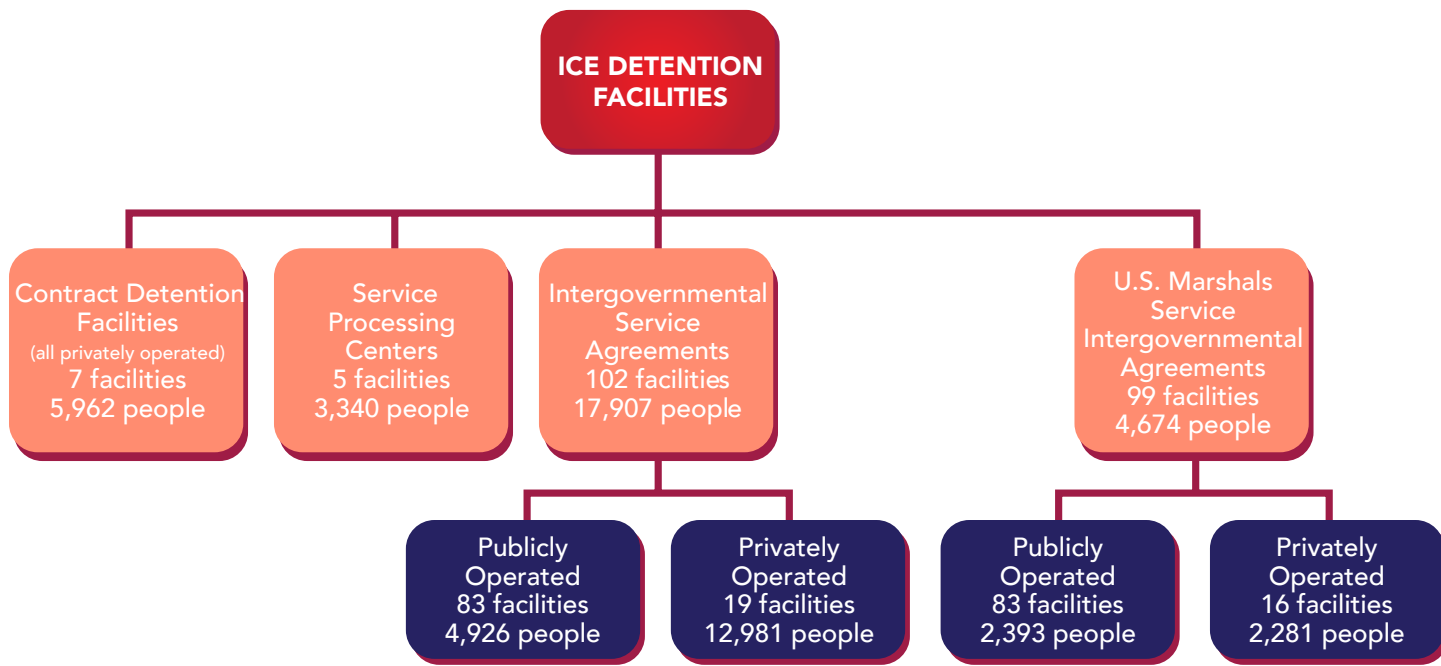 ICE DETENTION
FACILITIES
Contract Detention
Facilities
(all privately operated)
7 facilities
5,962 people
Service
Processing
Centers
5 facilities
3,340 people
Intergovernmental
Service
Agreements
102 facilities
17,907 people
U.S. Marshals
Service
Intergovernmental
Agreements
99 facilities
4,674 people
Publicly
Operated
83 facilities
4,926 people
Privately
Operated
19 facilities
12,981 people
Publicly
Operated
83 facilities
2,393 people
Privately
Operated
16 facilities
2,281 people